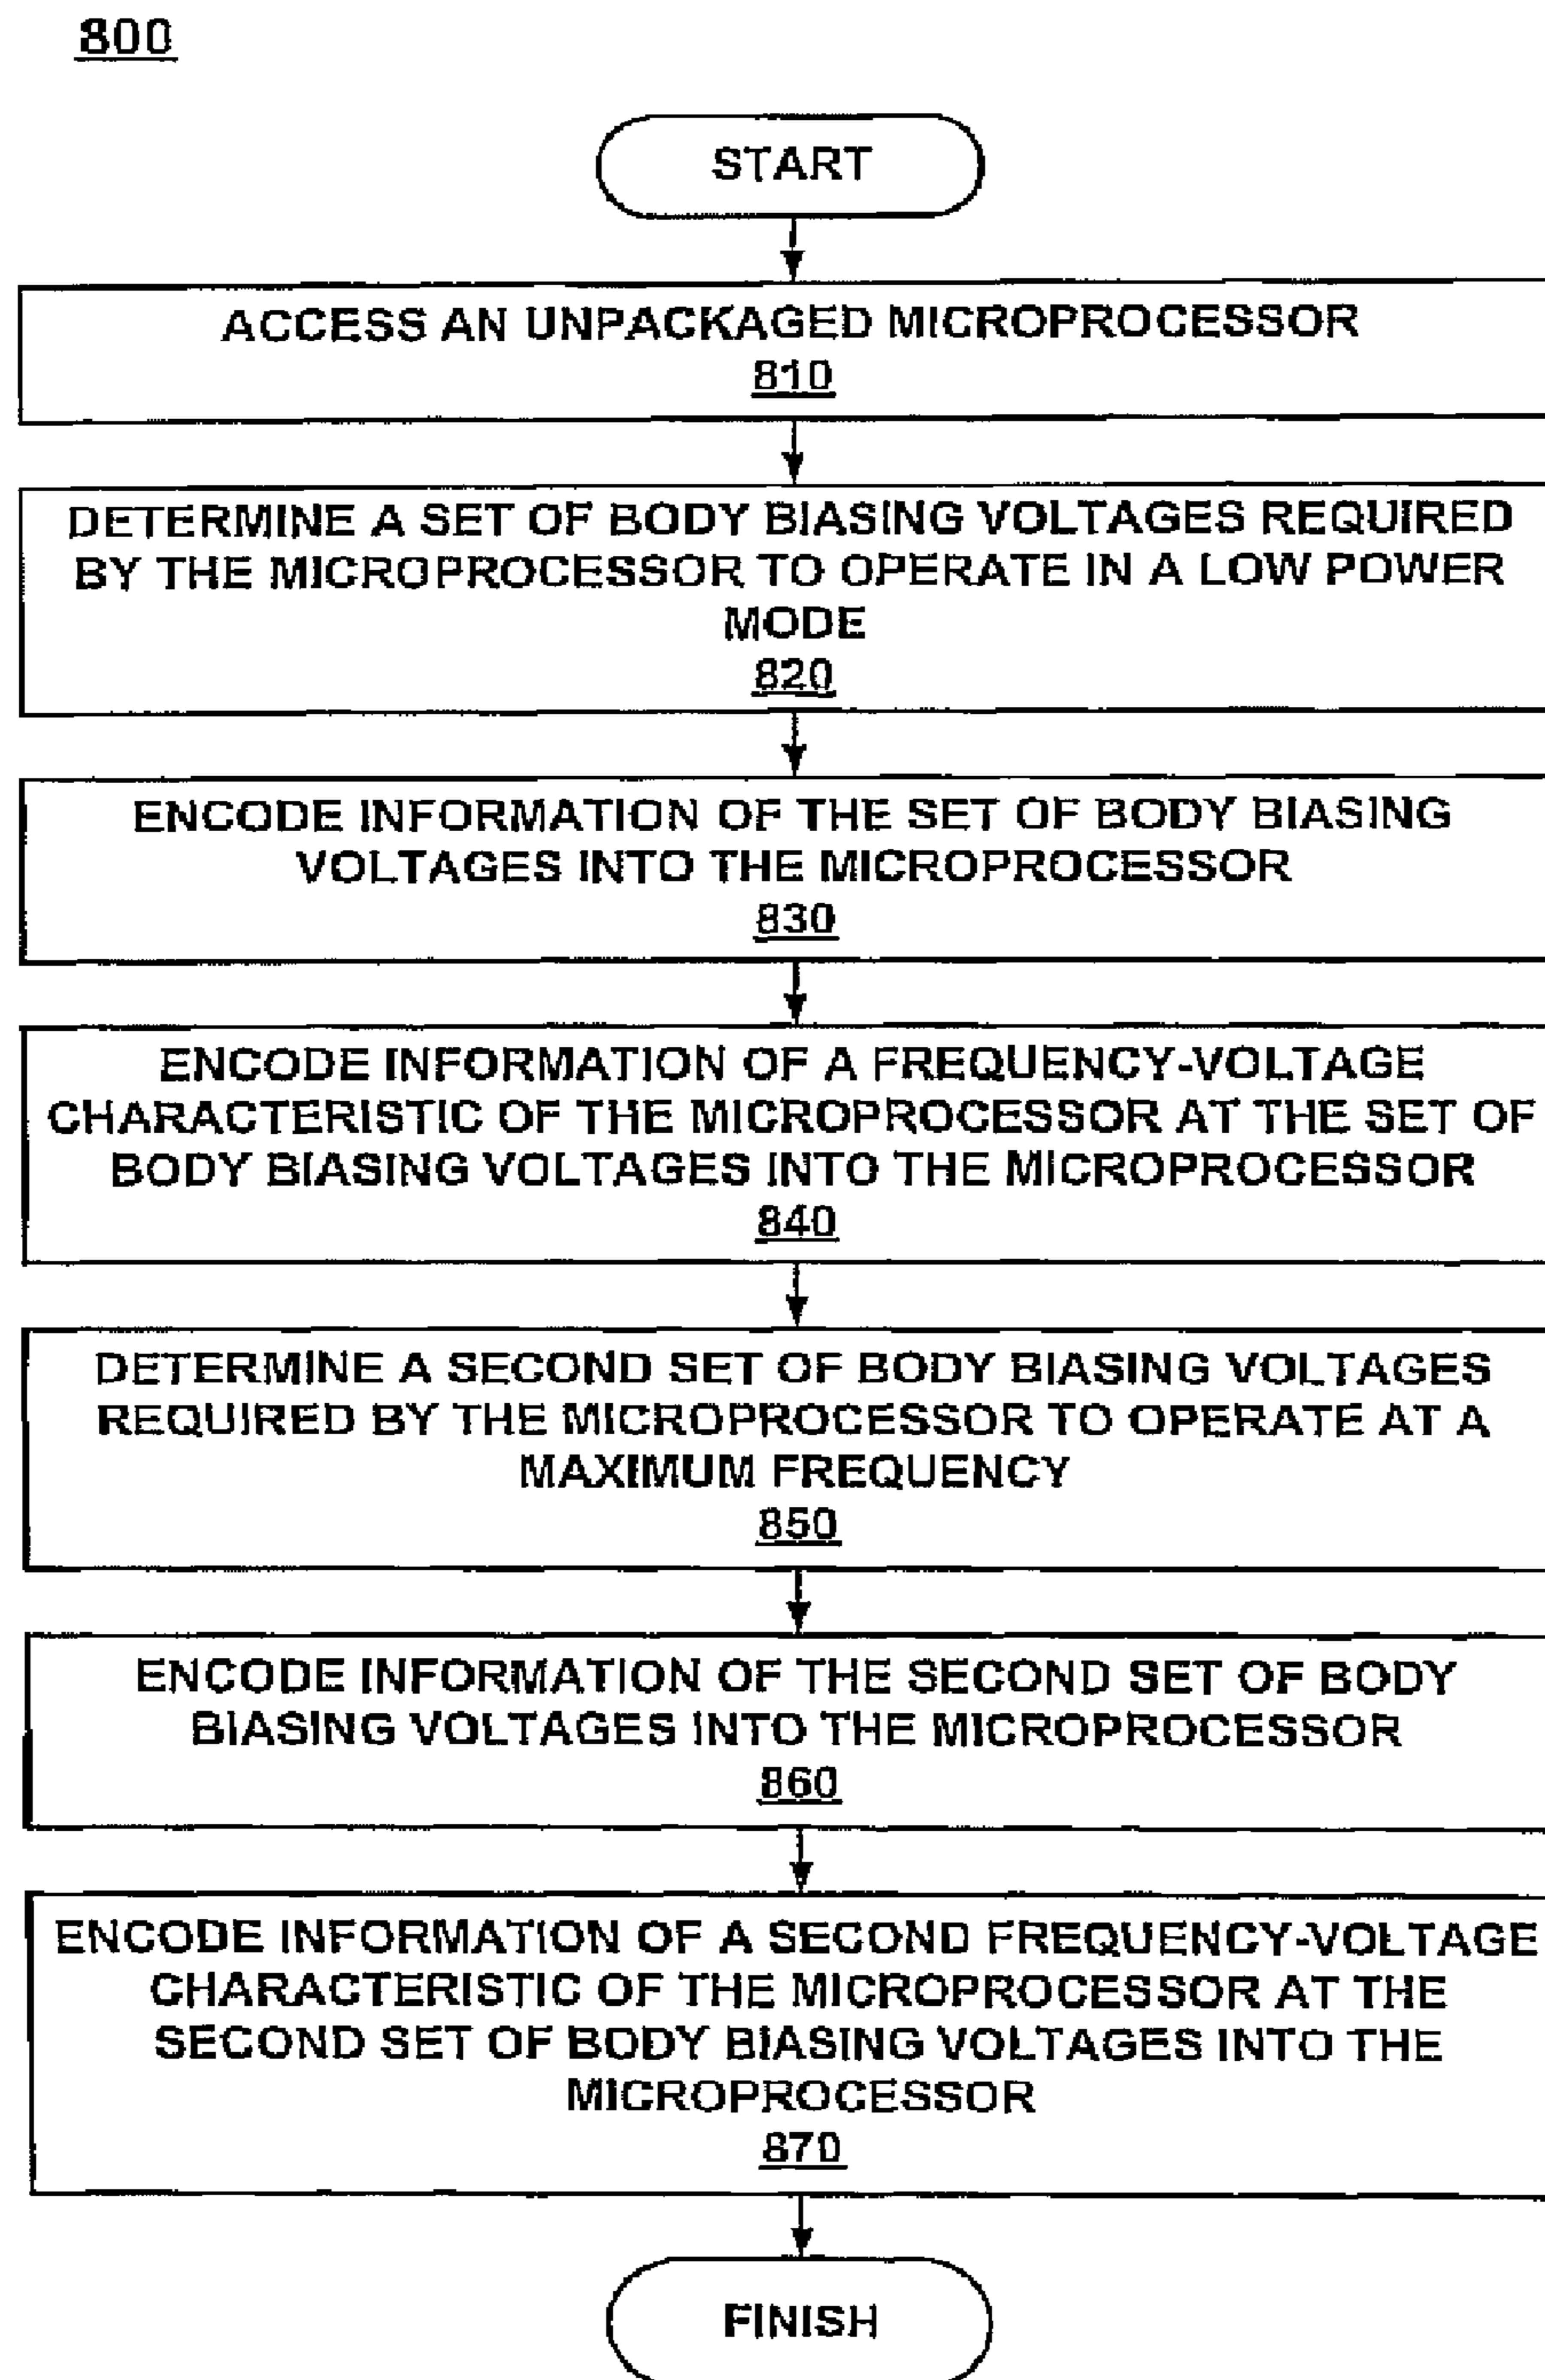 800
START
ACCESS AN UNPACKAGED MICROPROCESSOR
810
DETERMINE A SET OF BODY BIASING VOLTAGES REQUIRED
BY THE MICROPROCESSOR TO OPERATE IN A LOW POWER
MODE
820
ENCODE INFORMATION OF THE SET OF BODY BIASING
VOLTAGES INTO THE MICROPROCESSOR
830
ENCODE INFORMATION OF A FREQUENCY-VOLTAGE
CHARACTERISTIC OF THE MICROPROCESSOR AT THE SET OF
BODY BIASING VOLTAGES INTO THE MICROPROCESSOR
840
DETERMINE A SECOND SET OF BODY BIASING VOLTAGES
REQUIRED BY THE MICROPROCESSOR TO OPERATE AT A
MAXIMUM FREQUENCY
850
ENCODE INFORMATION OF THE SECOND SET OF BODY
BIASING VOLTAGES INTO THE MICROPROCESSOR
860
ENCODE INFORMATION OF A SECOND FREQUENCY-VOLTAGE
CHARACTERISTIC OF THE MICROPROCESSOR AT THE
SECOND SET OF BODY BIASING VOLTAGES INTO THE
MICROPROCESSOR
870
FINISH